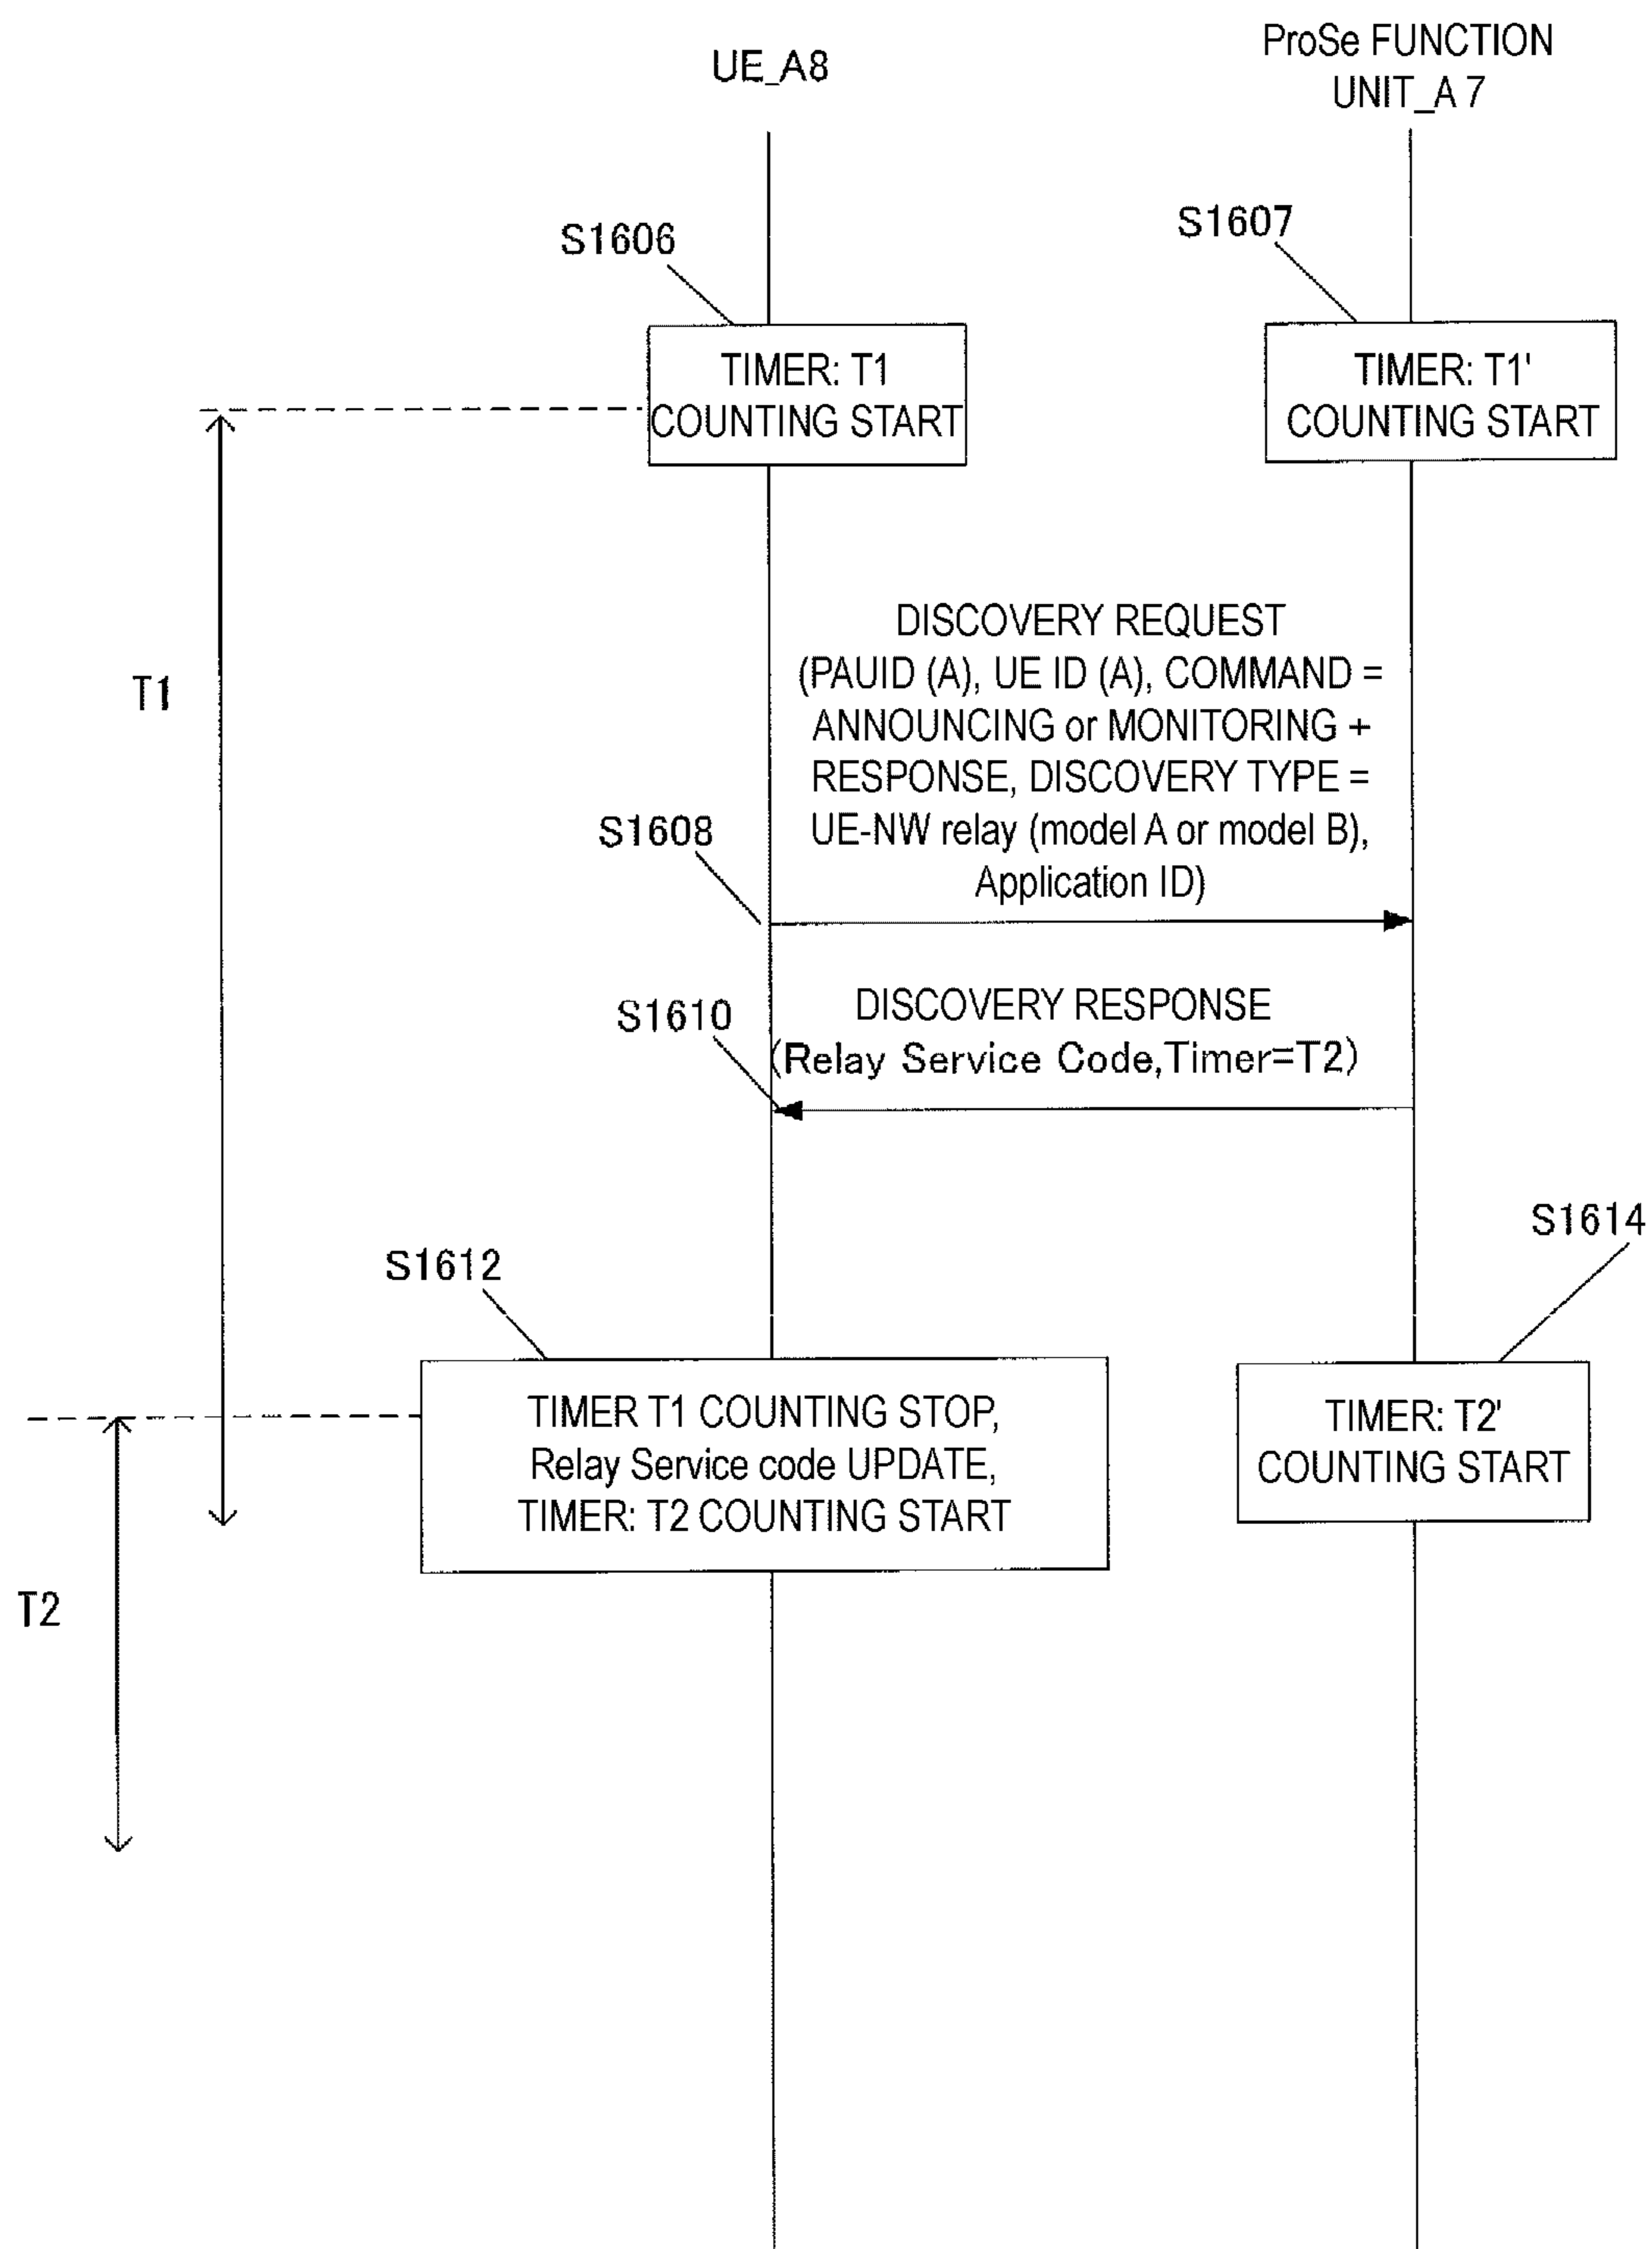 UE_A8
ProSe FUNCTION
UNIT_A 7
S1606
S1607
TIMER: T1
COUNTING START
TIMER: T1'
COUNTING START
T1
DISCOVERY REQUEST
(PAUID (A), UE ID (A), COMMAND =
ANNOUNCING or MONITORING +
RESPONSE, DISCOVERY TYPE =
UE-NW relay (model A or model B),
Application ID)
S1608
S1610
DISCOVERY RESPONSE
(Relay Service Code,Timer=T2)
S1612
S1614
TIMER T1 COUNTING STOP,
Relay Service code UPDATE,
TIMER: T2 COUNTING START
TIMER: T2'
COUNTING START
T2